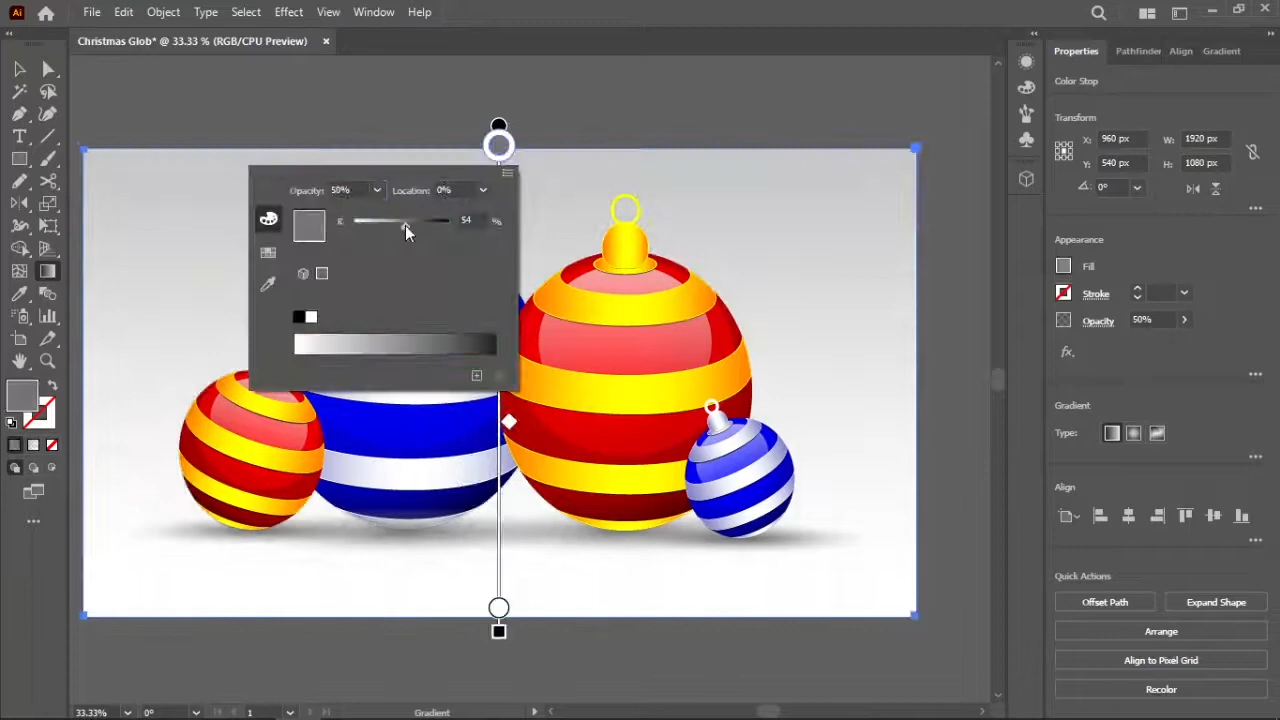 Ai File Edit Object Type Select Effect View Window Help
Christmas Glob* @ 33.33 % (RGB/CPU Preview) ×
Properties Pathfinder Align Gradient
Color Stop
Transform
X: 960 px W: 1920 px
Y: 540 px H: 1080 px
0°
Opacity: 50% Location: 0%
K 54 %
Appearance
Fill
Stroke
Opacity 50%
fx.
Gradient
Type:
Align
Quick Actions
Offset Path Expand Shape
Arrange
Align to Pixel Grid
Recolor
33.33% 0° 1 Gradient